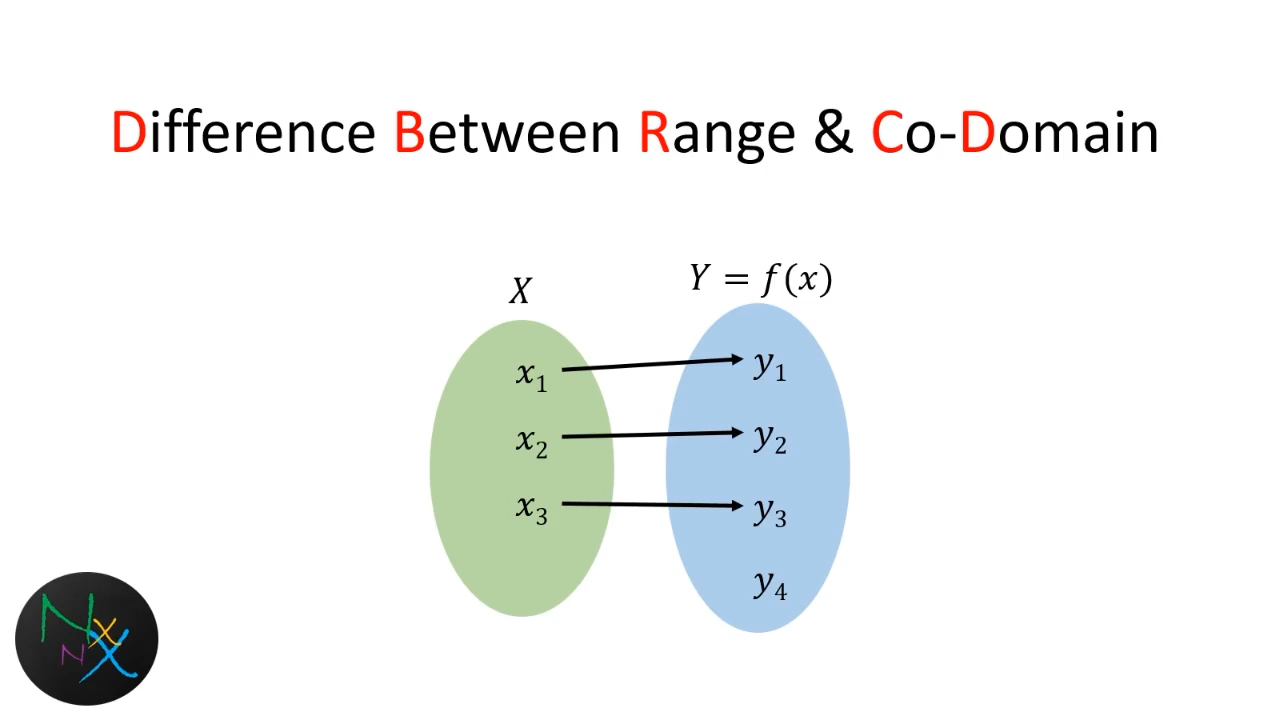 Difference Between Range & Co-Domain
X
Y = f(x)
x₁
y₁
x₂
y₂
x₃
y₃
y₄
N x
N X